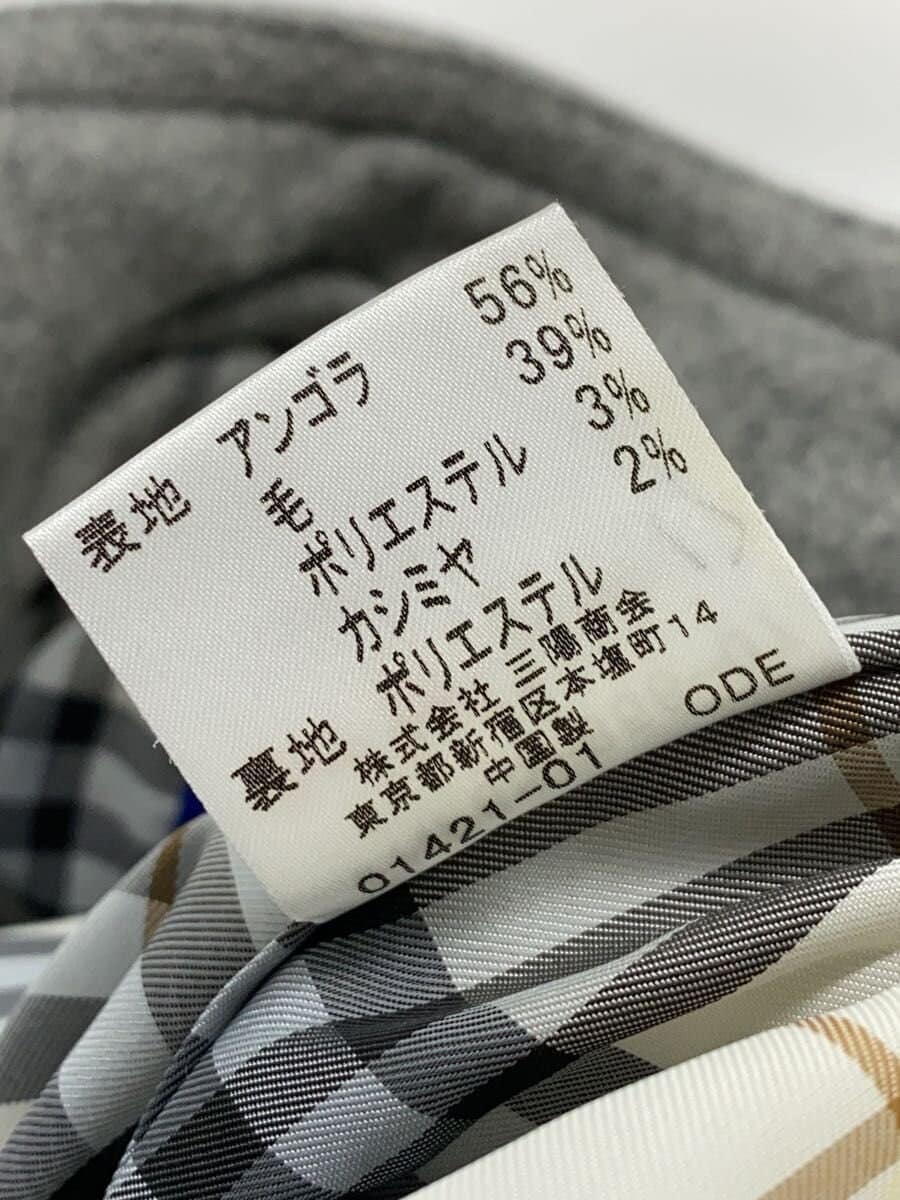 表地 アンゴラ 56%
毛 39%
ポリエステル 3%
カシミヤ 2%
裏地 ポリエステル
株式会社 三陽商会
東京都新宿区本塩町14
中国製 ODE
01421-01